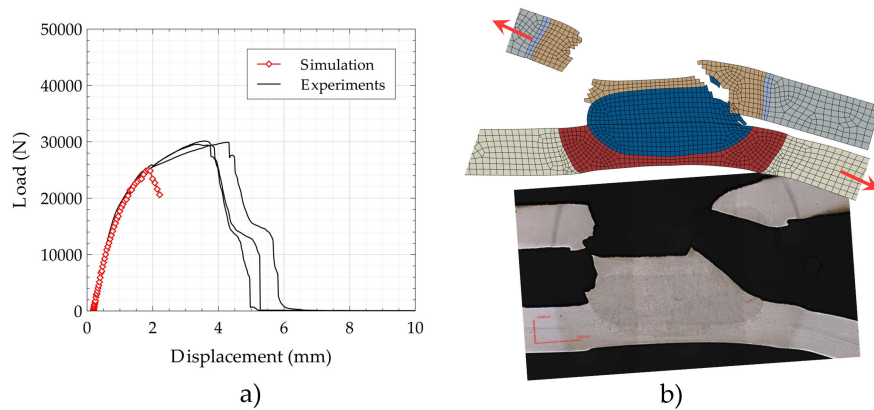 50000
40000
30000
20000
10000
0
Load (N)
Simulation
Experiments
0 2 4 6 8 10
Displacement (mm)
a)
b)